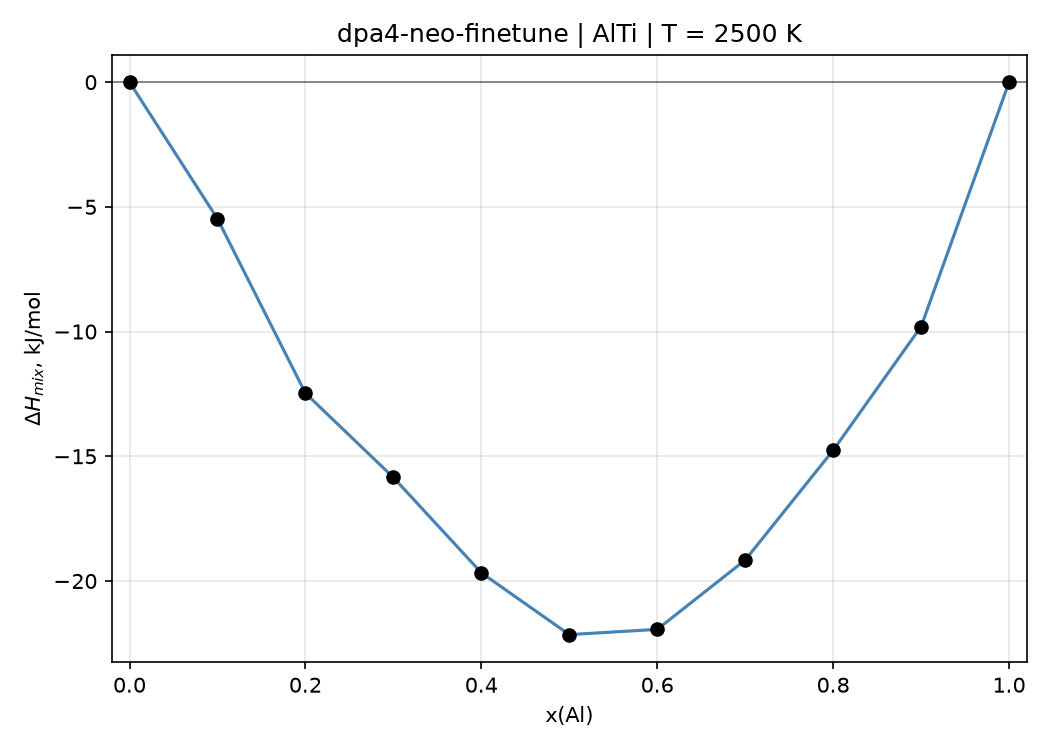 dpa4-neo-finetune | AlTi | T = 2500 K
0
−5
−10
−15
−20
ΔH_mix, kJ/mol
0.0 0.2 0.4 0.6 0.8 1.0
x(Al)